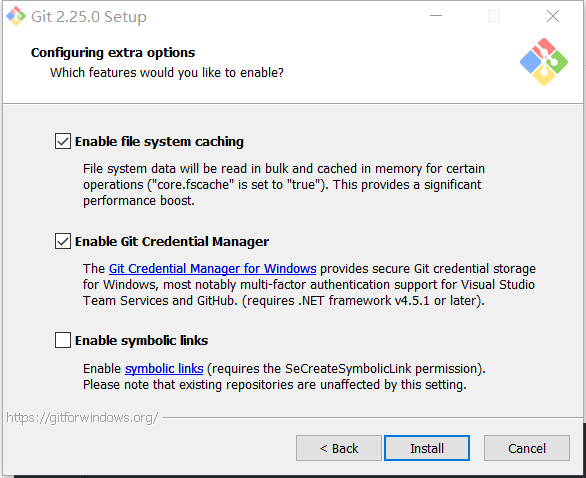 Git 2.25.0 Setup
Configuring extra options
Which features would you like to enable?
Enable file system caching
File system data will be read in bulk and cached in memory for certain
operations ("core.fscache" is set to "true"). This provides a significant
performance boost.
Enable Git Credential Manager
The Git Credential Manager for Windows provides secure Git credential storage
for Windows, most notably multi-factor authentication support for Visual Studio
Team Services and GitHub. (requires .NET framework v4.5.1 or later).
Enable symbolic links
Enable symbolic links (requires the SeCreateSymbolicLink permission).
Please note that existing repositories are unaffected by this setting.
https://gitforwindows.org/
< Back Install Cancel